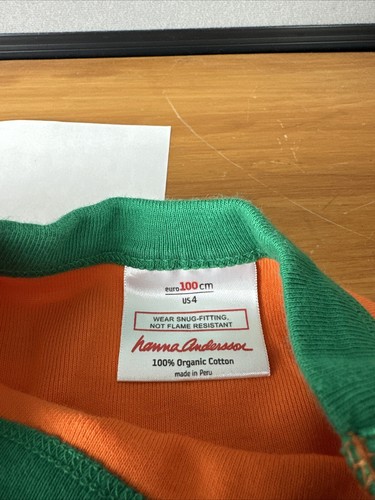 euro 100 cm
US 4
WEAR SNUG-FITTING,
NOT FLAME RESISTANT
hanna andersson
100% Organic Cotton
made in Peru